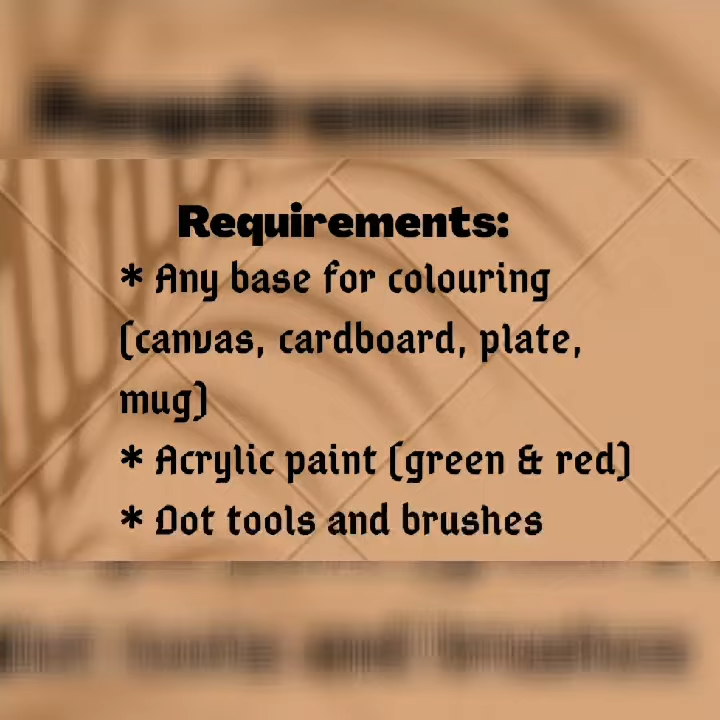 Requirements:
* Any base for colouring
(canvas, cardboard, plate,
mug)
* Acrylic paint (green & red)
* Dot tools and brushes